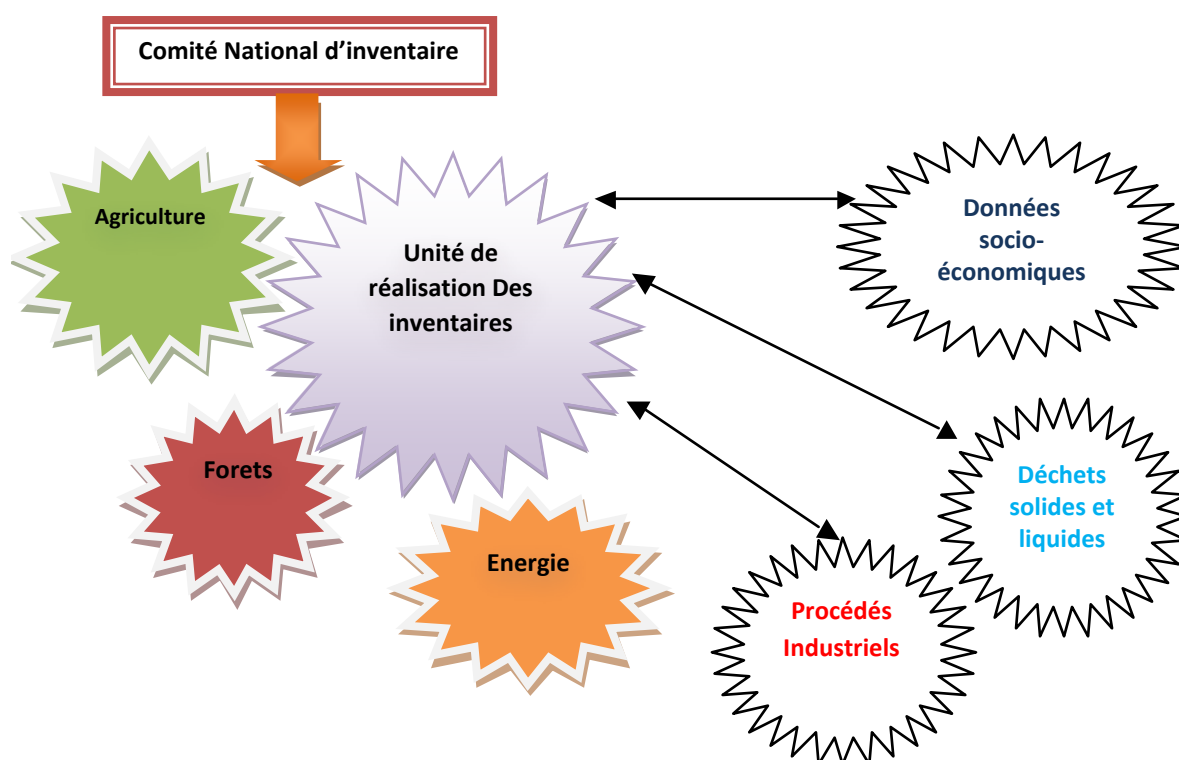 Comité National d’inventaire
Agriculture
Unité de
réalisation Des
inventaires
Données
socio-
économiques
Forets
Déchets
solides et
liquides
Energie
Procédés
Industriels